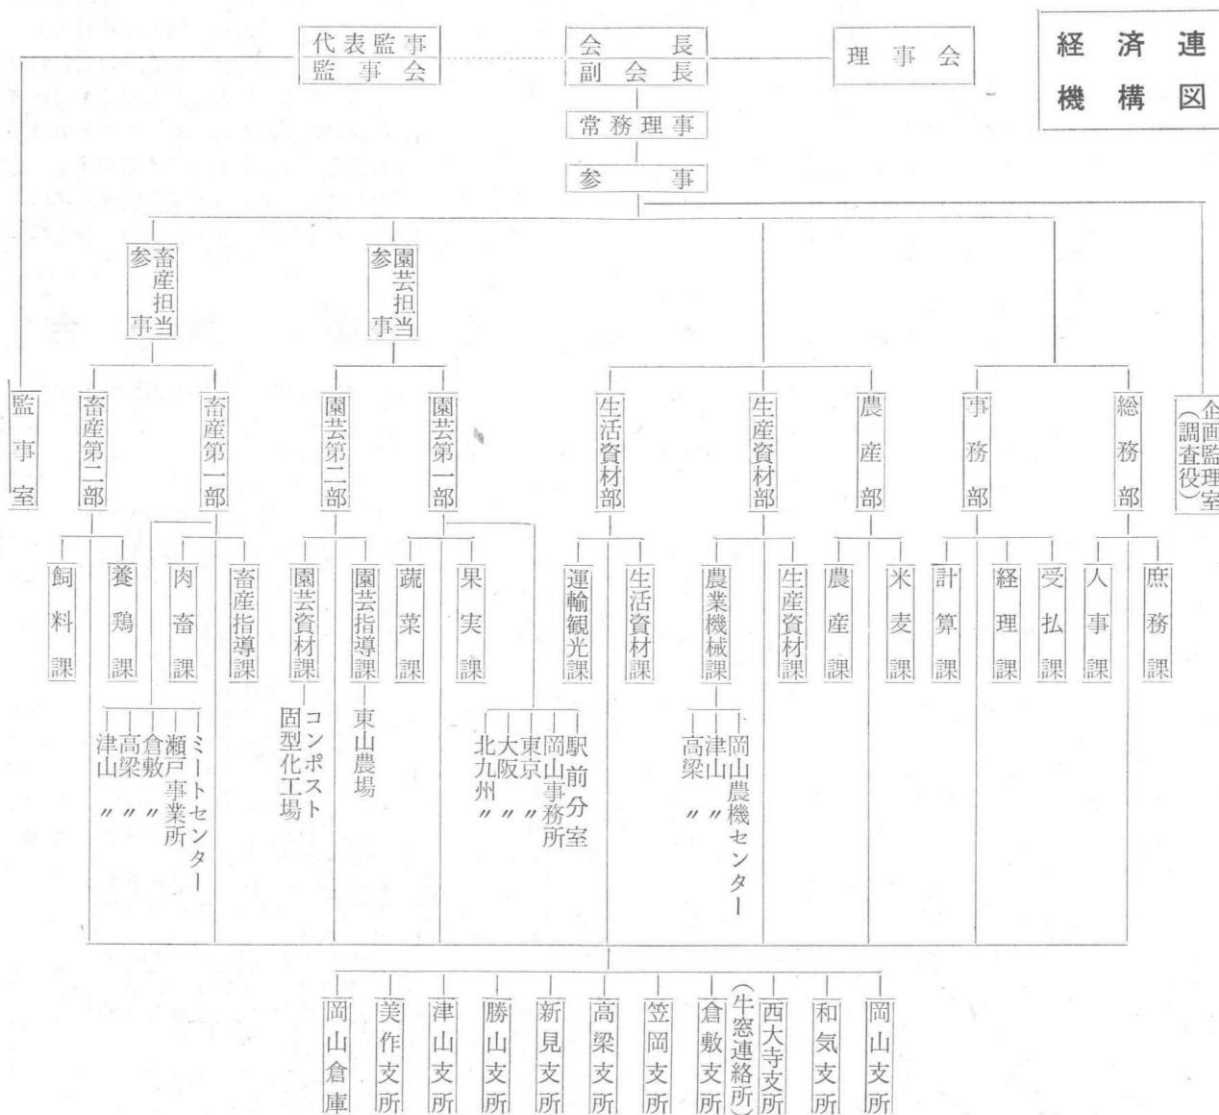 経済連
機構図
代表監事
監事会
会長
副会長
理事会
常務理事
参事
企画監理室
(調査役)
園芸担当
参事
畜産担当
参事
総務部
事務部
農産部
生産資材部
生活資材部
園芸第一部
園芸第二部
畜産第一部
畜産第二部
監事室
庶務課
人事課
受払課
経理課
計算課
米麦課
農産課
生産資材課
農業機械課
生活資材課
運輸観光課
果実課
蔬菜課
園芸指導課
園芸資材課
畜産指導課
肉畜課
養鶏課
飼料課
岡山農機センター
津山〃
高梁〃
駅前分室
岡山事務所
東京〃
大阪〃
北九州〃
東山農場
コンポスト
固型化工場
ミートセンター
瀬戸事業所
倉敷〃
高梁〃
津山〃
岡山支所
和気支所
西大寺支所
(牛窓連絡所)
倉敷支所
笠岡支所
高梁支所
新見支所
勝山支所
津山支所
美作支所
岡山倉庫